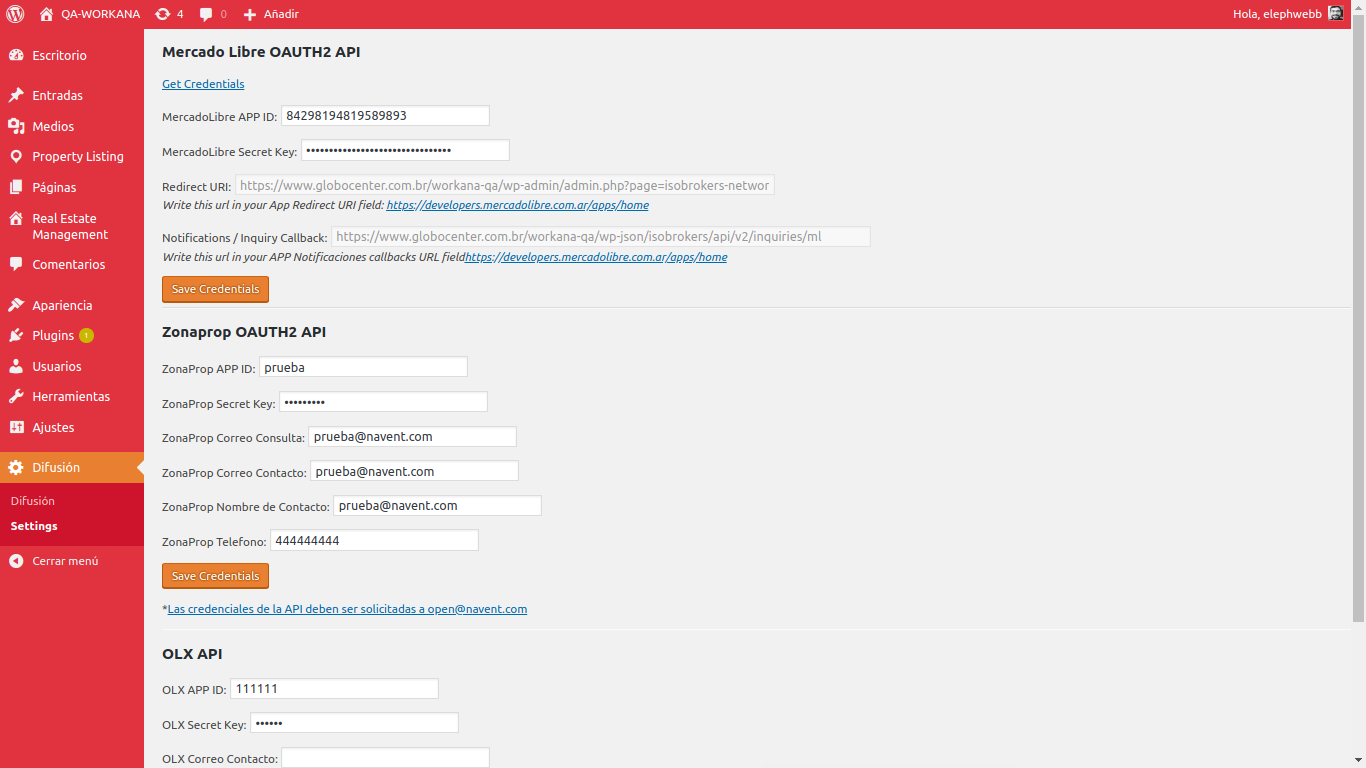 QA-WORKANA 4 0 Añadir Hola, elephwebb
Escritorio
Entradas
Medios
Property Listing
Páginas
Real Estate
Management
Comentarios
Apariencia
Plugins 1
Usuarios
Herramientas
Ajustes
Difusión
Difusión
Settings
Cerrar menú
Mercado Libre OAUTH2 API
Get Credentials
MercadoLibre APP ID: 84298194819589893
MercadoLibre Secret Key: ••••••••••••••••••••••••••••••••
Redirect URI: https://www.globocenter.com.br/workana-qa/wp-admin/admin.php?page=isobrokers-networ
Write this url in your App Redirect URI field: https://developers.mercadolibre.com.ar/apps/home
Notifications / Inquiry Callback: https://www.globocenter.com.br/workana-qa/wp-json/isobrokers/api/v2/inquiries/ml
Write this url in your APP Notificaciones callbacks URL fieldhttps://developers.mercadolibre.com.ar/apps/home
Save Credentials
Zonaprop OAUTH2 API
ZonaProp APP ID: prueba
ZonaProp Secret Key: •••••••••
ZonaProp Correo Consulta: prueba@navent.com
ZonaProp Correo Contacto: prueba@navent.com
ZonaProp Nombre de Contacto: prueba@navent.com
ZonaProp Telefono: 444444444
Save Credentials
*Las credenciales de la API deben ser solicitadas a open@navent.com
OLX API
OLX APP ID: 111111
OLX Secret Key: ••••••
OLX Correo Contacto: